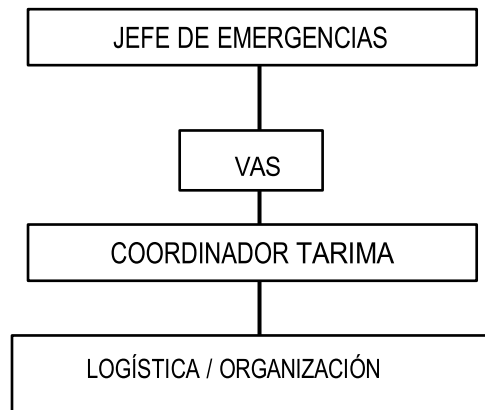 JEFE DE EMERGENCIAS
VAS
COORDINADOR TARIMA
LOGÍSTICA / ORGANIZACIÓN